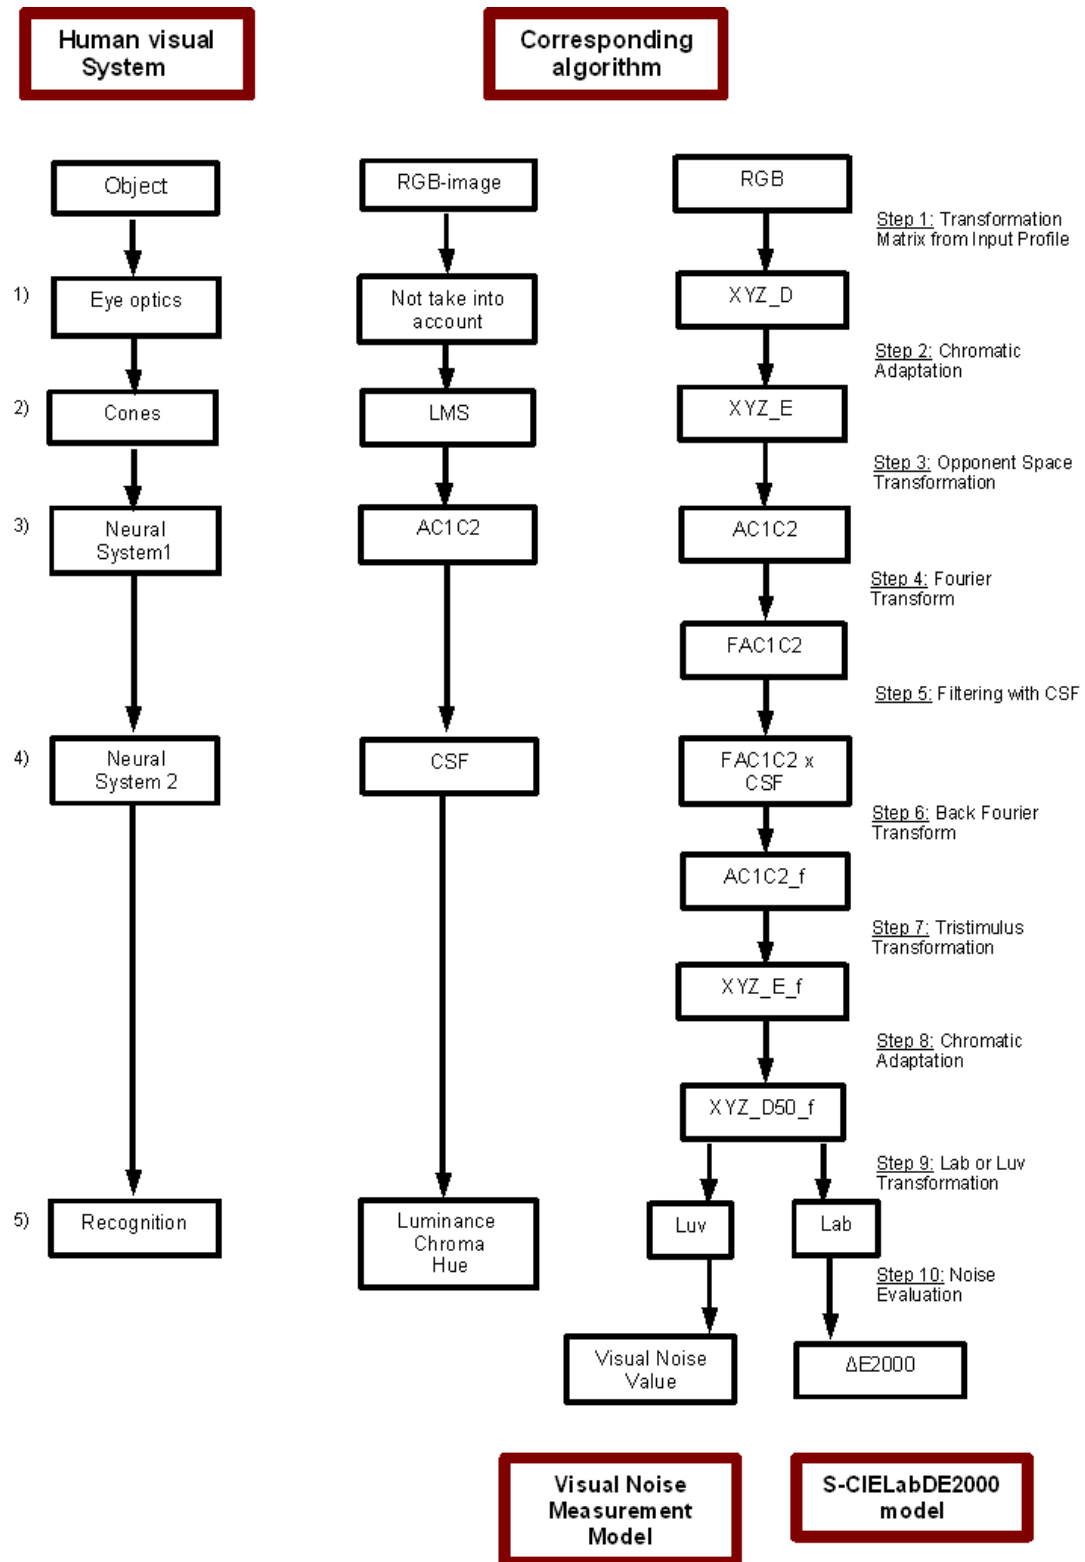 Human visual
System
Corresponding
algorithm
Object
RGB-image
RGB
Step 1: Transformation
Matrix from Input Profile
1)
Eye optics
Not take into
account
XYZ_D
Step 2: Chromatic
Adaptation
2)
Cones
LMS
XYZ_E
Step 3: Opponent Space
Transformation
3)
Neural
System1
AC1C2
AC1C2
Step 4: Fourier
Transform
FAC1C2
Step 5: Filtering with CSF
4)
Neural
System 2
CSF
FAC1C2 x
CSF
Step 6: Back Fourier
Transform
AC1C2_f
Step 7: Tristimulus
Transformation
XYZ_E_f
Step 8: Chromatic
Adaptation
XYZ_D50_f
Step 9: Lab or Luv
Transformation
5)
Recognition
Luminance
Chroma
Hue
Luv
Lab
Step 10: Noise
Evaluation
Visual Noise
Value
ΔE2000
Visual Noise
Measurement
Model
S-CIELabDE2000
model